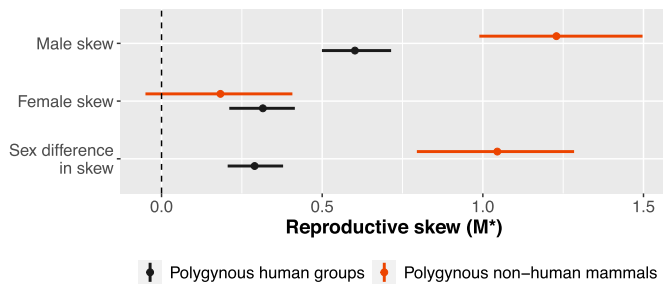 Male skew
Female skew
Sex difference
in skew
0.0 0.5 1.0 1.5
Reproductive skew (M*)
Polygynous human groups Polygynous non−human mammals